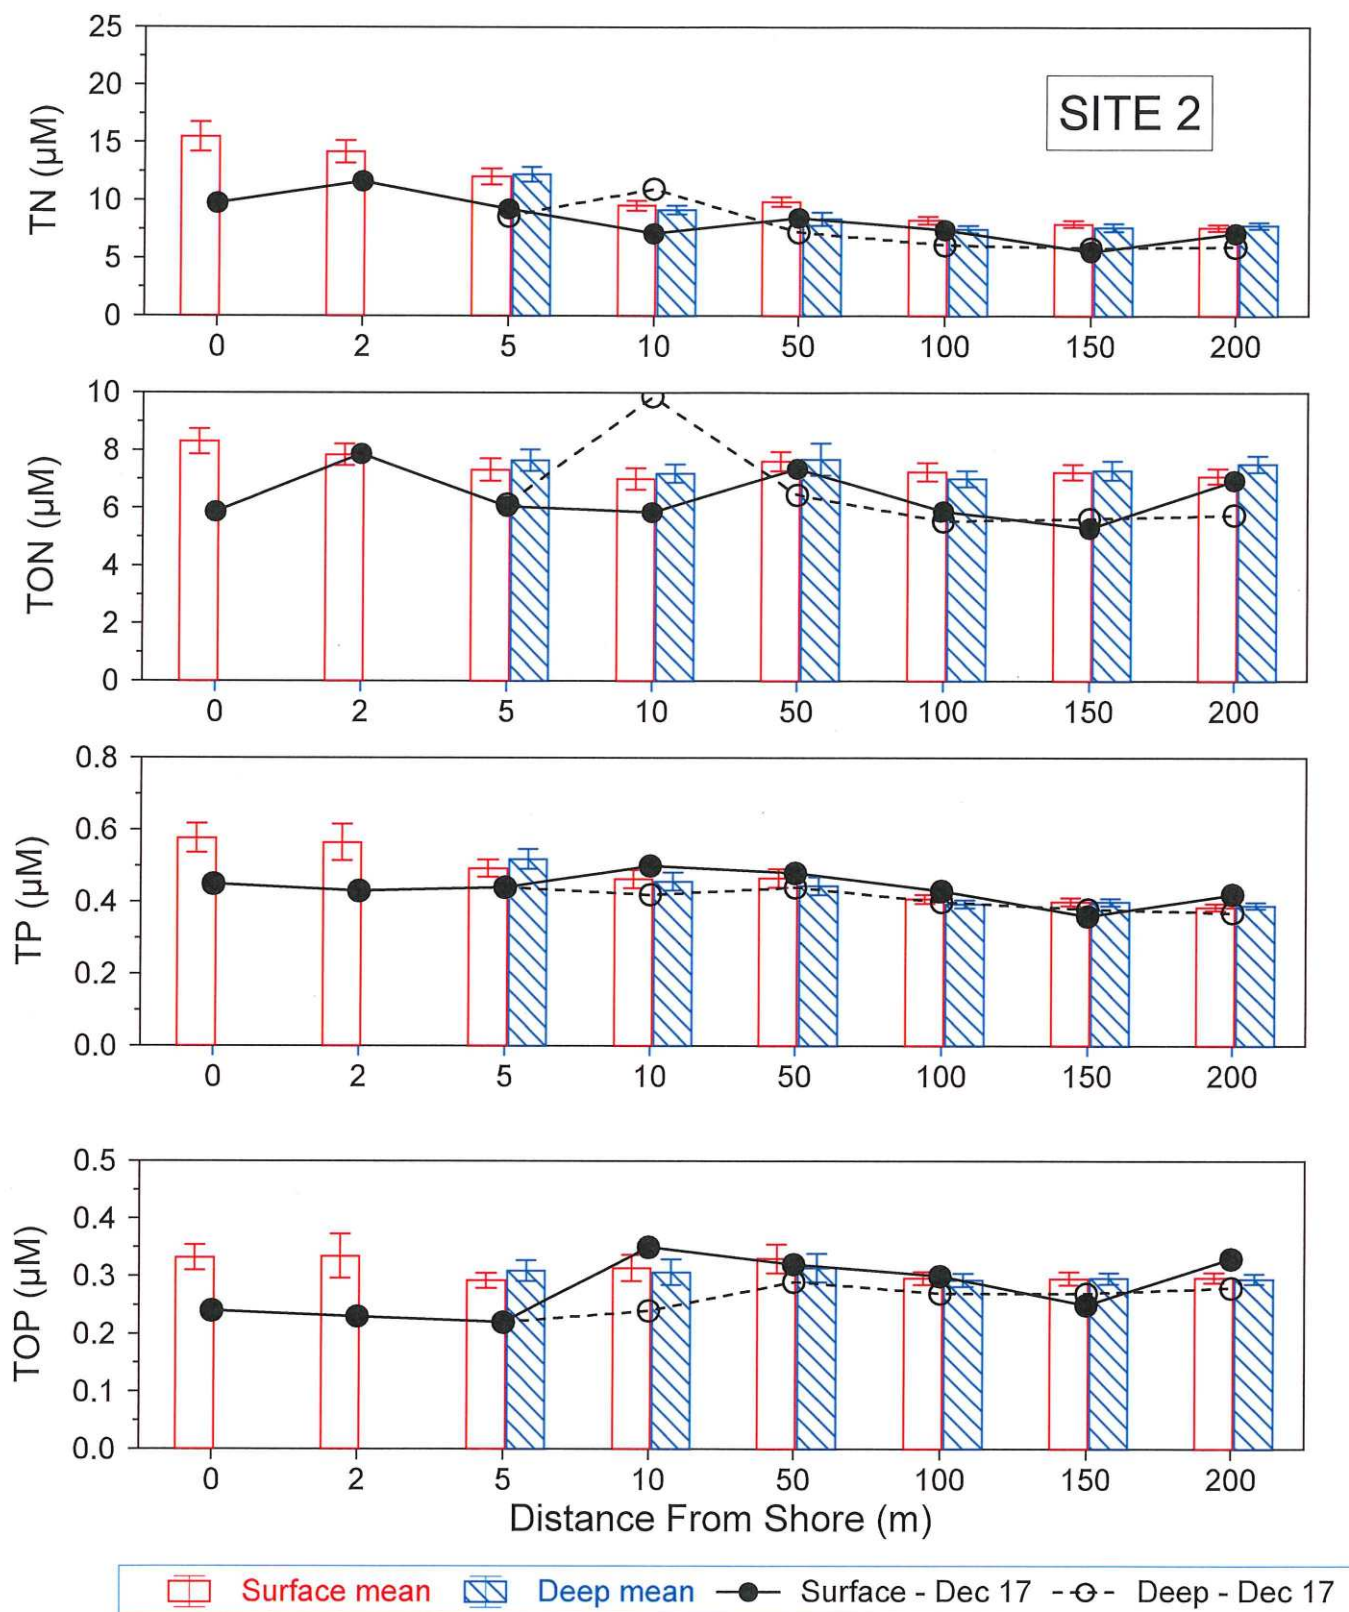 25
20
15
10
5
0
TN (µM)
SITE 2
0 2 5 10 50 100 150 200
10
8
6
4
2
0
TON (µM)
0 2 5 10 50 100 150 200
0.8
0.6
0.4
0.2
0.0
TP (µM)
0 2 5 10 50 100 150 200
0.5
0.4
0.3
0.2
0.1
0.0
TOP (µM)
0 2 5 10 50 100 150 200
Distance From Shore (m)
Surface mean Deep mean Surface - Dec 17 Deep - Dec 17